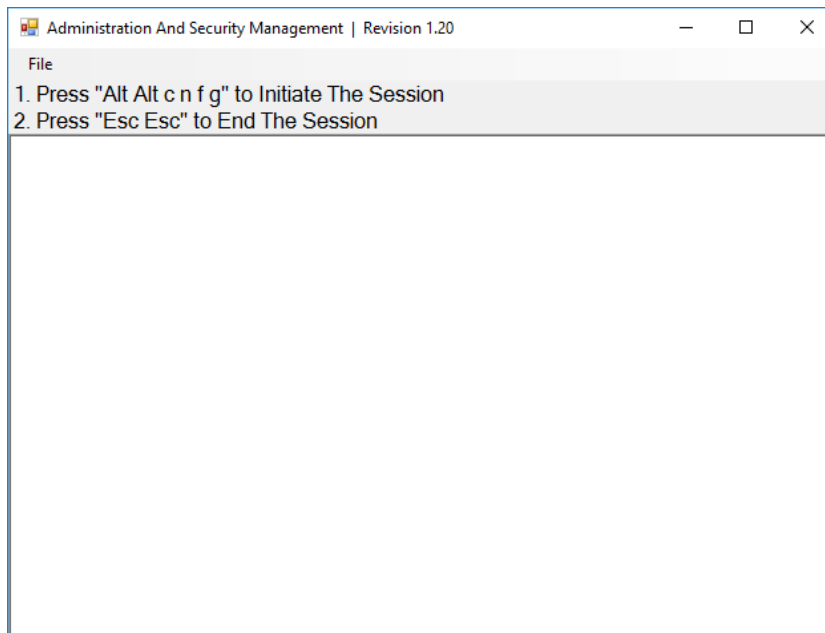 Administration And Security Management | Revision 1.20
File
1. Press "Alt Alt c n f g" to Initiate The Session
2. Press "Esc Esc" to End The Session